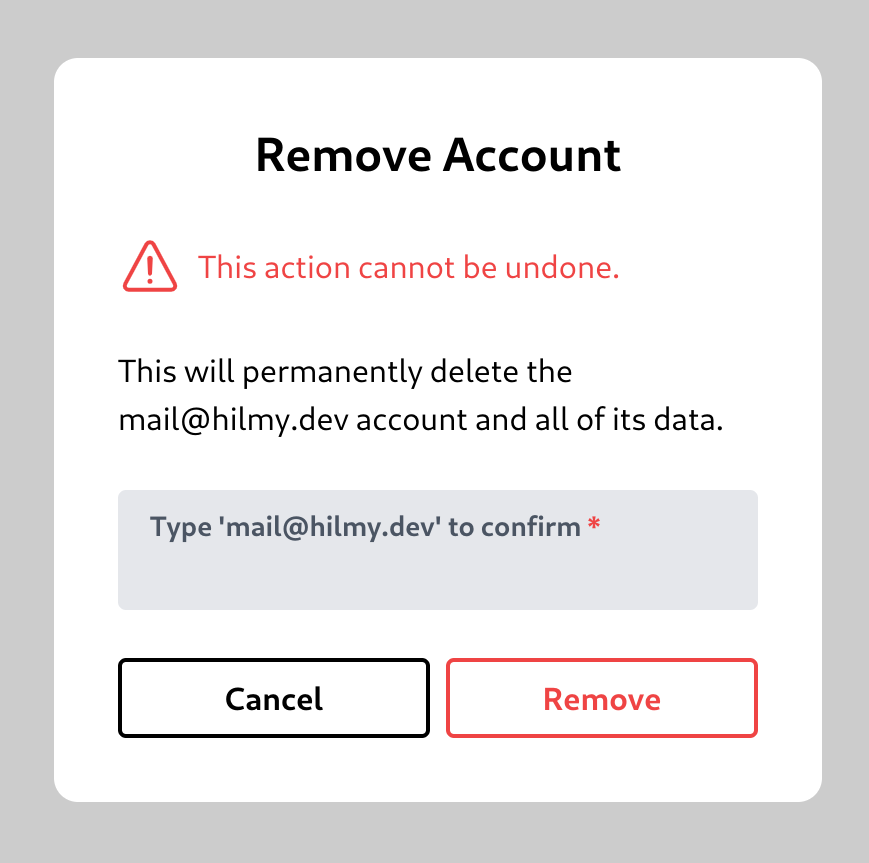 Remove Account
This action cannot be undone.
This will permanently delete the
mail@hilmy.dev account and all of its data.
Type 'mail@hilmy.dev' to confirm *
Cancel
Remove